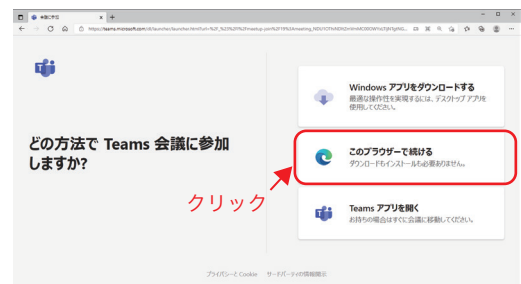 会議に参加
Windows アプリをダウンロードする
最適な操作性を実現するには、デスクトップ アプリを
使用してください。
どの方法で Teams 会議に参加
しますか?
このブラウザーで続ける
ダウンロードもインストールも必要ありません。
クリック
Teams アプリを開く
お持ちの場合はすぐに会議に移動してください。
プライバシーと Cookie サードパーティの情報開示